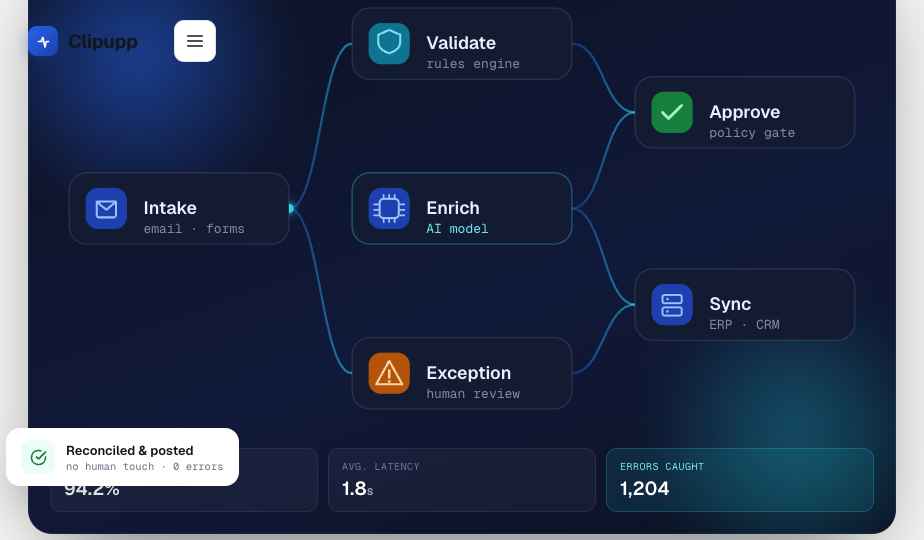 Clipupp
Validate
rules engine
Approve
policy gate
Intake
email · forms
Enrich
AI model
Sync
ERP · CRM
Exception
human review
Reconciled & posted
no human touch · 0 errors
94.2%
AVG. LATENCY
1.8s
ERRORS CAUGHT
1,204